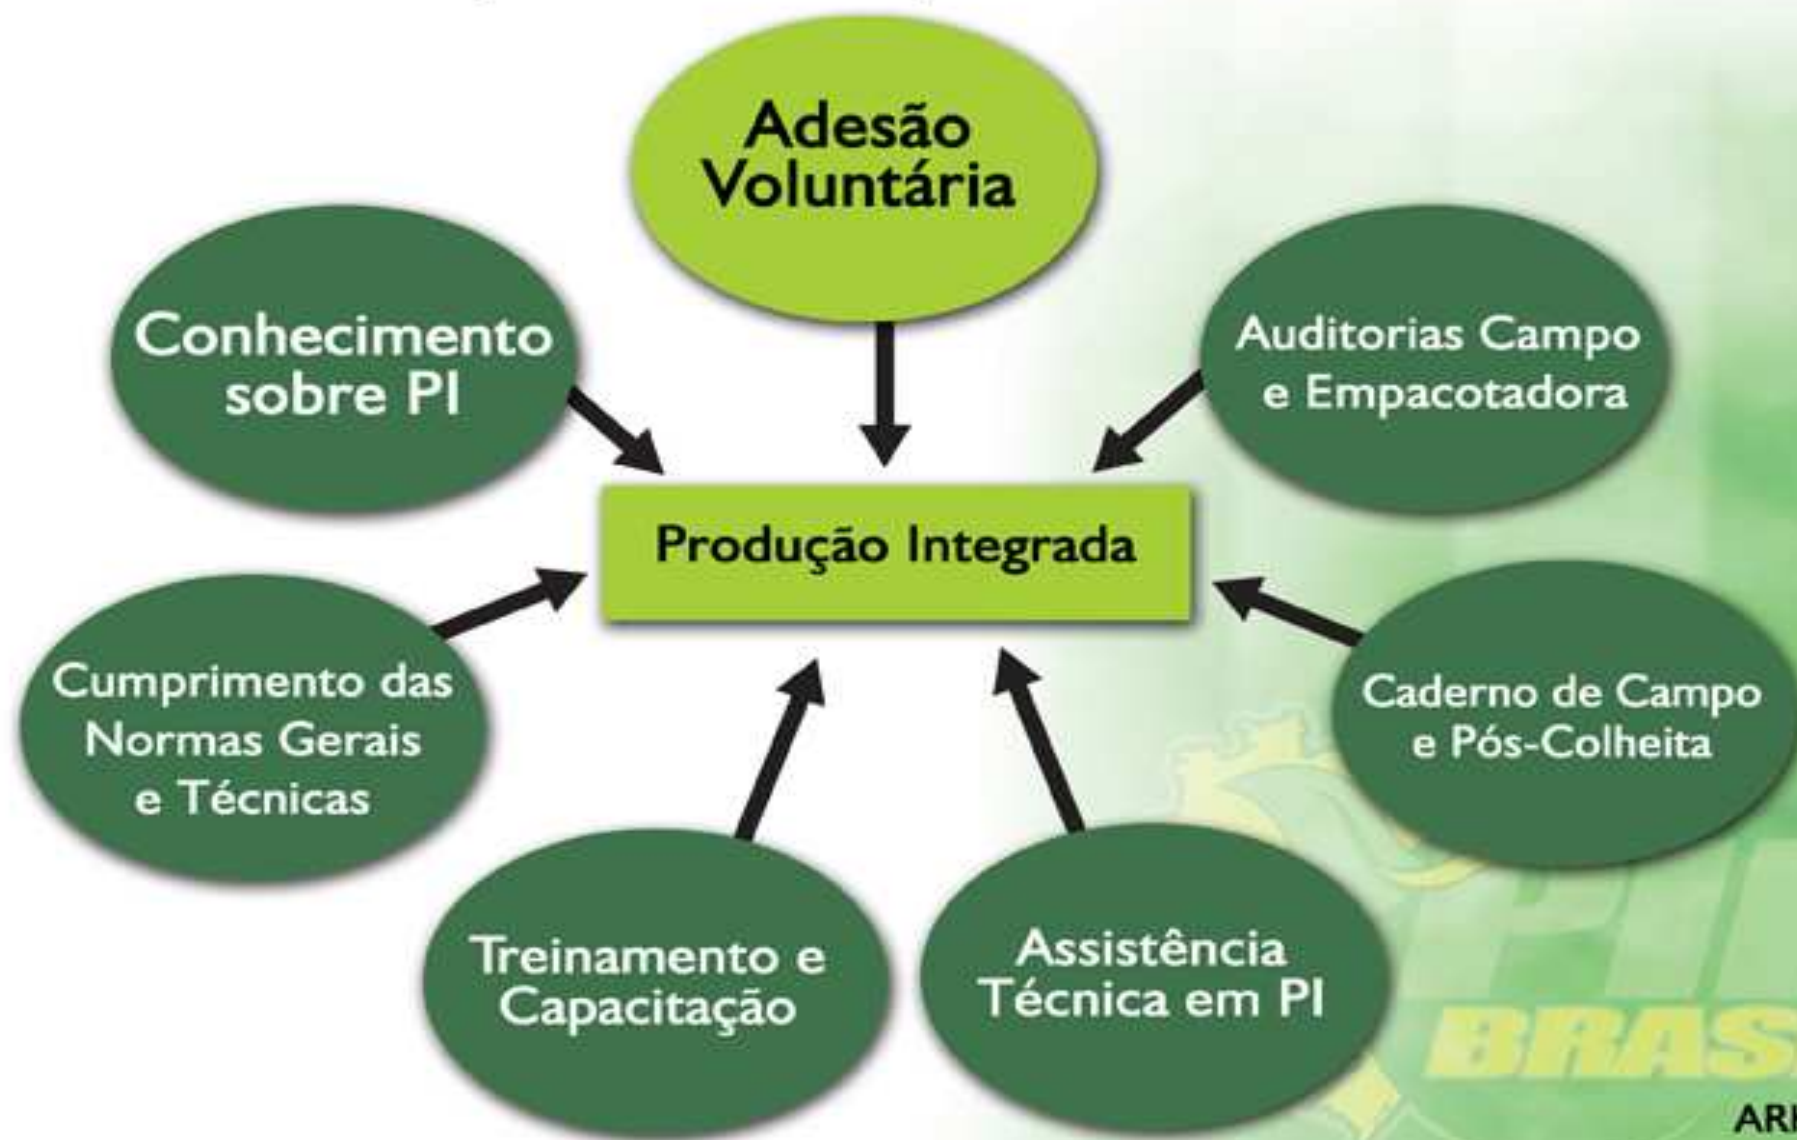 Adesão
Voluntária
Conhecimento
sobre PI
Auditorias Campo
e Empacotadora
Produção Integrada
Cumprimento das
Normas Gerais
e Técnicas
Caderno de Campo
e Pós-Colheita
Treinamento e
Capacitação
Assistência
Técnica em PI